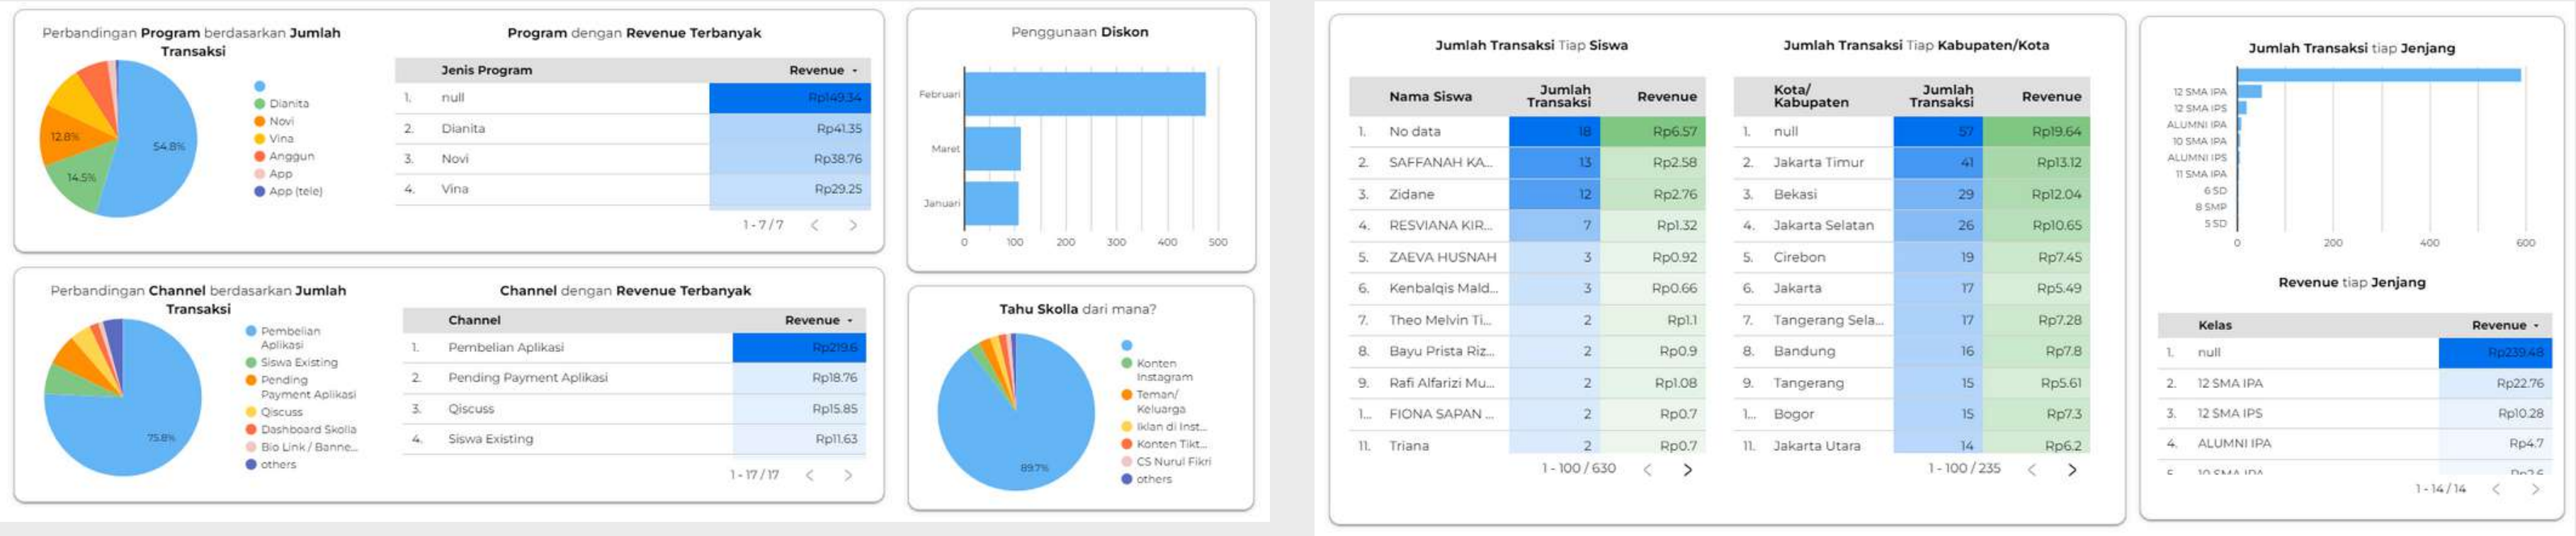 Perbandingan Program berdasarkan Jumlah
Transaksi
54.8%
14.5%
12.8%
Dianita
Novi
Vina
Anggun
App
App (tele)
Program dengan Revenue Terbanyak
Jenis Program Revenue
1. null Rp149.34
2. Dianita Rp41.35
3. Novi Rp38.76
4. Vina Rp29.25
1 - 7 / 7 < >
Penggunaan Diskon
Februari
Maret
Januari
0 100 200 300 400 500
Perbandingan Channel berdasarkan Jumlah
Transaksi
75.8%
Pembelian
Aplikasi
Siswa Existing
Pending
Payment Aplikasi
Qiscuss
Dashboard Skolla
Bio Link / Banne...
others
Channel dengan Revenue Terbanyak
Channel Revenue
1. Pembelian Aplikasi Rp219.6
2. Pending Payment Aplikasi Rp18.76
3. Qiscuss Rp15.85
4. Siswa Existing Rp11.63
1 - 17 / 17 < >
Tahu Skolla dari mana?
89.7%
Konten
Instagram
Teman/
Keluarga
Iklan di Inst...
Konten Tikt...
CS Nurul Fikri
others
Jumlah Transaksi Tiap Siswa
Nama Siswa Jumlah Transaksi Revenue
1. No data 18 Rp6.57
2. SAFFANAH KA... 13 Rp2.58
3. Zidane 12 Rp2.76
4. RESVIANA KIR... 7 Rp1.32
5. ZAEVA HUSNAH 3 Rp0.92
6. Kenbalqis Mald... 3 Rp0.66
7. Theo Melvin Ti... 2 Rp1.1
8. Bayu Prista Riz... 2 Rp0.9
9. Rafi Alfarizi Mu... 2 Rp1.08
1... FIONA SAPAN ... 2 Rp0.7
11. Triana 2 Rp0.7
1 - 100 / 630 < >
Jumlah Transaksi Tiap Kabupaten/Kota
Kota/ Kabupaten Jumlah Transaksi Revenue
1. null 57 Rp19.64
2. Jakarta Timur 41 Rp13.12
3. Bekasi 29 Rp12.04
4. Jakarta Selatan 26 Rp10.65
5. Cirebon 19 Rp7.45
6. Jakarta 17 Rp5.49
7. Tangerang Sela... 17 Rp7.28
8. Bandung 16 Rp7.8
9. Tangerang 15 Rp5.61
1... Bogor 15 Rp7.3
11. Jakarta Utara 14 Rp6.2
1 - 100 / 235 < >
Jumlah Transaksi tiap Jenjang
12 SMA IPA
12 SMA IPS
ALUMNI IPA
10 SMA IPA
ALUMNI IPS
11 SMA IPA
6 SD
8 SMP
5 SD
0 200 400 600
Revenue tiap Jenjang
Kelas Revenue
1. null Rp239.48
2. 12 SMA IPA Rp22.76
3. 12 SMA IPS Rp10.28
4. ALUMNI IPA Rp4.7
1 - 14 / 14 < >